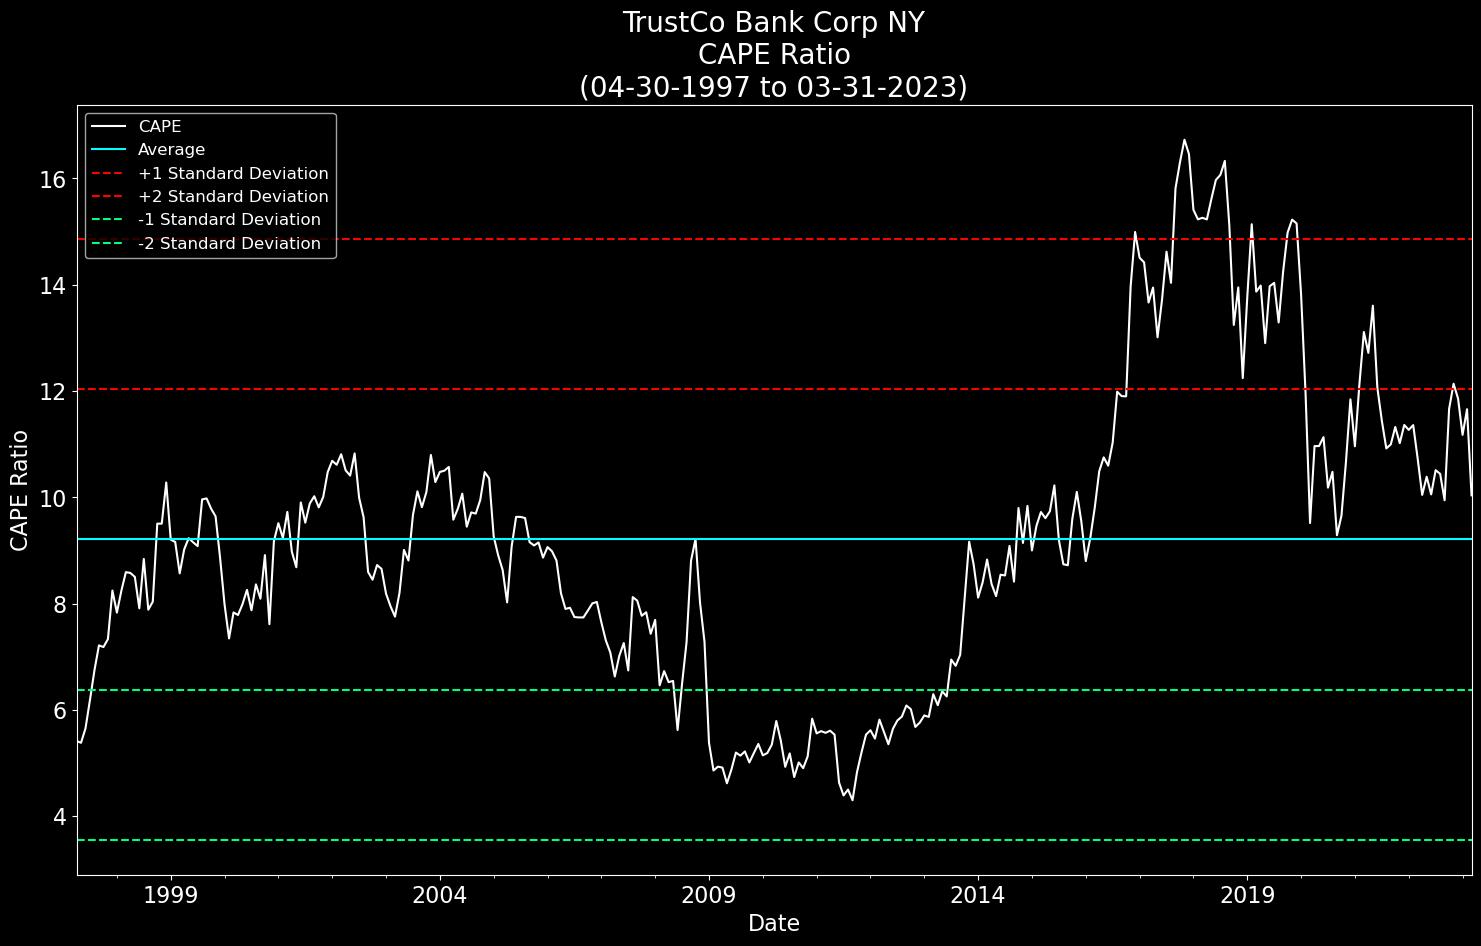 TrustCo Bank Corp NY
CAPE Ratio
(04-30-1997 to 03-31-2023)
CAPE
Average
+1 Standard Deviation
+2 Standard Deviation
-1 Standard Deviation
-2 Standard Deviation
CAPE Ratio
16
14
12
10
8
6
4
1999
2004
2009
2014
2019
Date